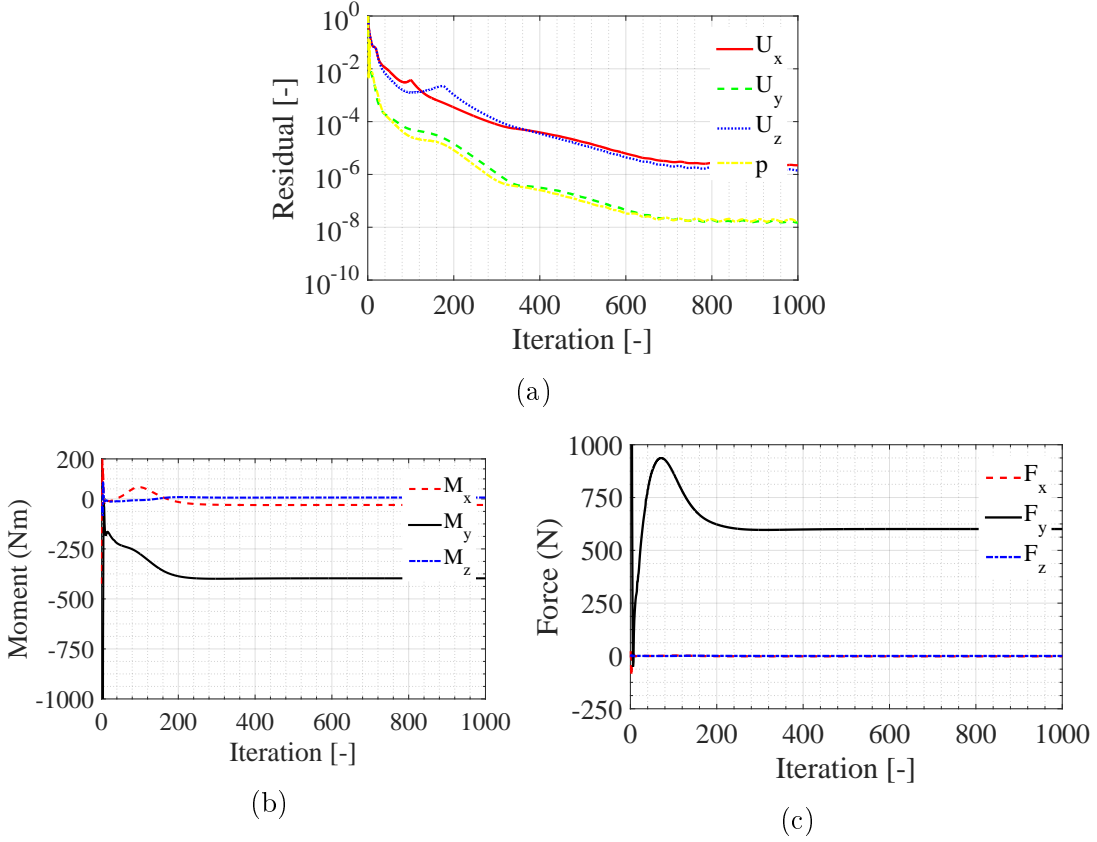 10^0
10^-2
10^-4
10^-6
10^-8
10^-10
Residual [-]
U_x
U_y
U_z
p
0 200 400 600 800 1000
Iteration [-]
(a)
200
0
-250
-500
-750
-1000
Moment (Nm)
M_x
M_y
M_z
0 200 400 600 800 1000
Iteration [-]
(b)
1000
750
500
250
0
-250
Force (N)
F_x
F_y
F_z
0 200 400 600 800 1000
Iteration [-]
(c)